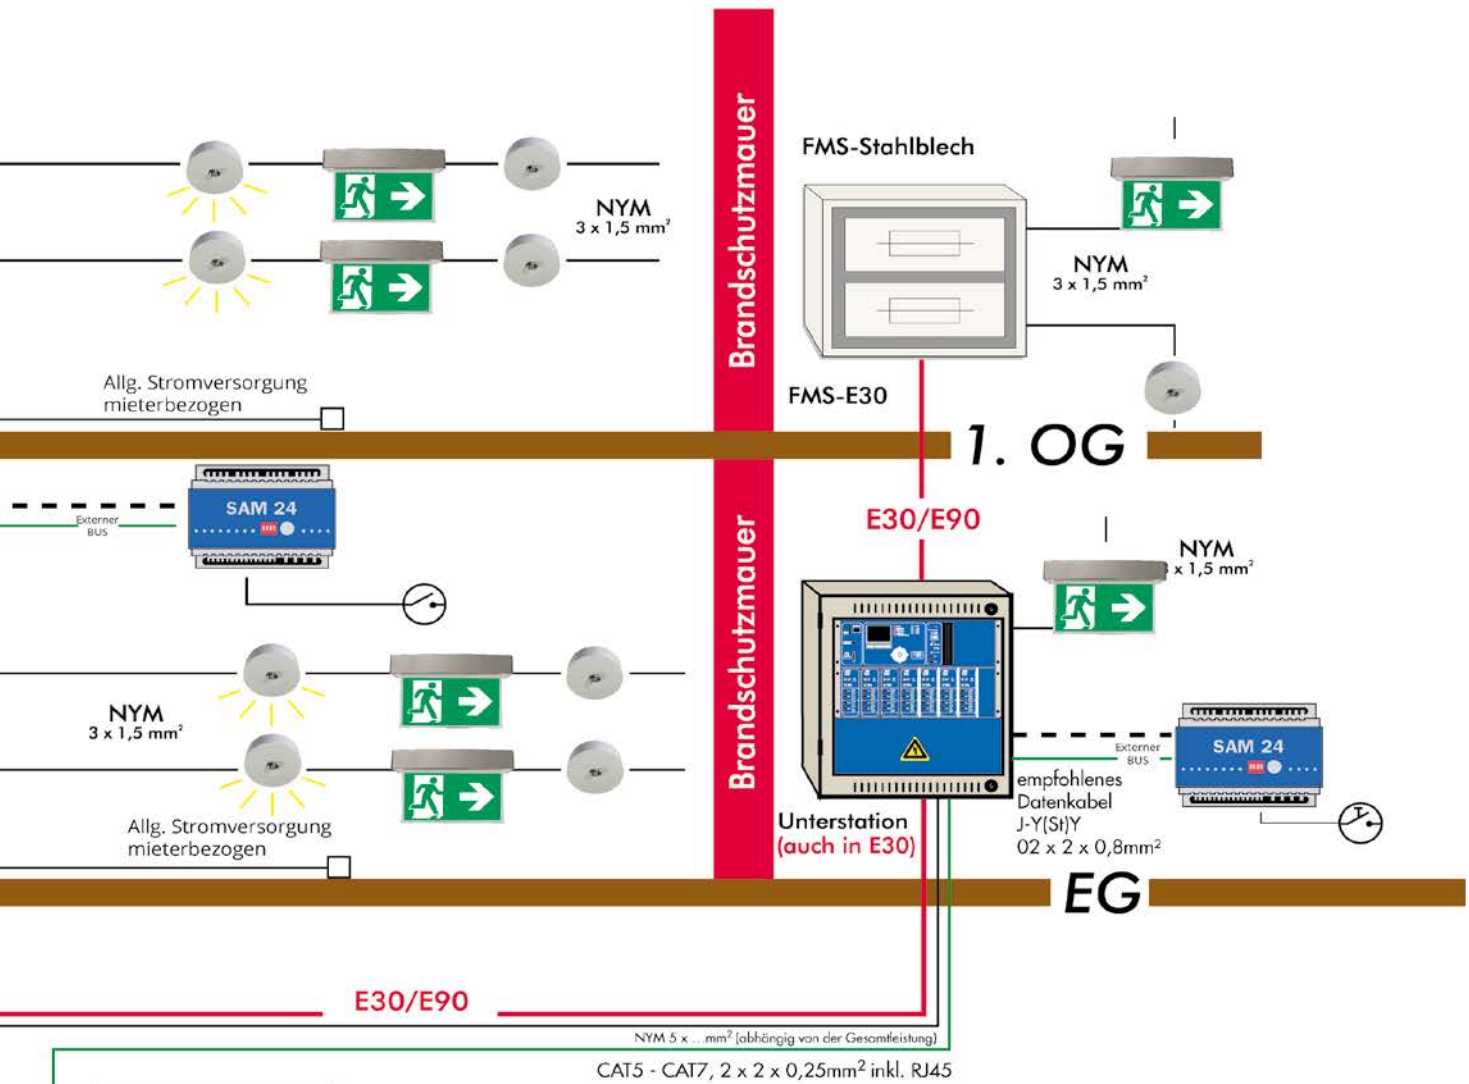 FMS-Stahlblech
Brandschutzmauer
NYM
3 x 1,5 mm²
NYM
3 x 1,5 mm²
Allg. Stromversorgung
mieterbezogen
FMS-E30
1. OG
SAM 24
Externer
BUS
E30/E90
Brandschutzmauer
NYM
x 1,5 mm²
NYM
3 x 1,5 mm²
SAM 24
Externer
BUS
empfohlenes
Datenkabel
J-Y(St)Y
02 x 2 x 0,8mm²
Allg. Stromversorgung
mieterbezogen
Unterstation
(auch in E30)
EG
E30/E90
NYM 5 x ...mm² (abhängig von der Gesamtleistung)
CAT5 - CAT7, 2 x 2 x 0,25mm² inkl. RJ45